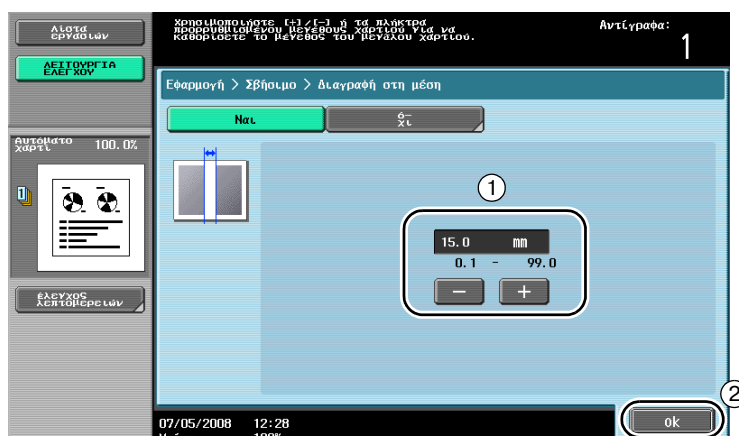 Λίστα
εργασιών
ΛΕΙΤΟΥΡΓΙΑ
ΕΛΕΓΧΟΥ
Χρησιμοποιήστε [+]/[-] ή τα πλήκτρα
προρρυθμισμένου μεγέθους χαρτιού για να
καθορίσετε το μέγεθος του μεγάλου χαρτιού.
Αντίγραφα:
1
Εφαρμογή > Σβήσιμο > Διαγραφή στη μέση
Ναι
ό-
χι
Αυτόματο
χαρτί
100.0%
1
1
15.0 mm
0.1 - 99.0
- +
έλεγχος
λεπτομερειών
2
ok
07/05/2008 12:28